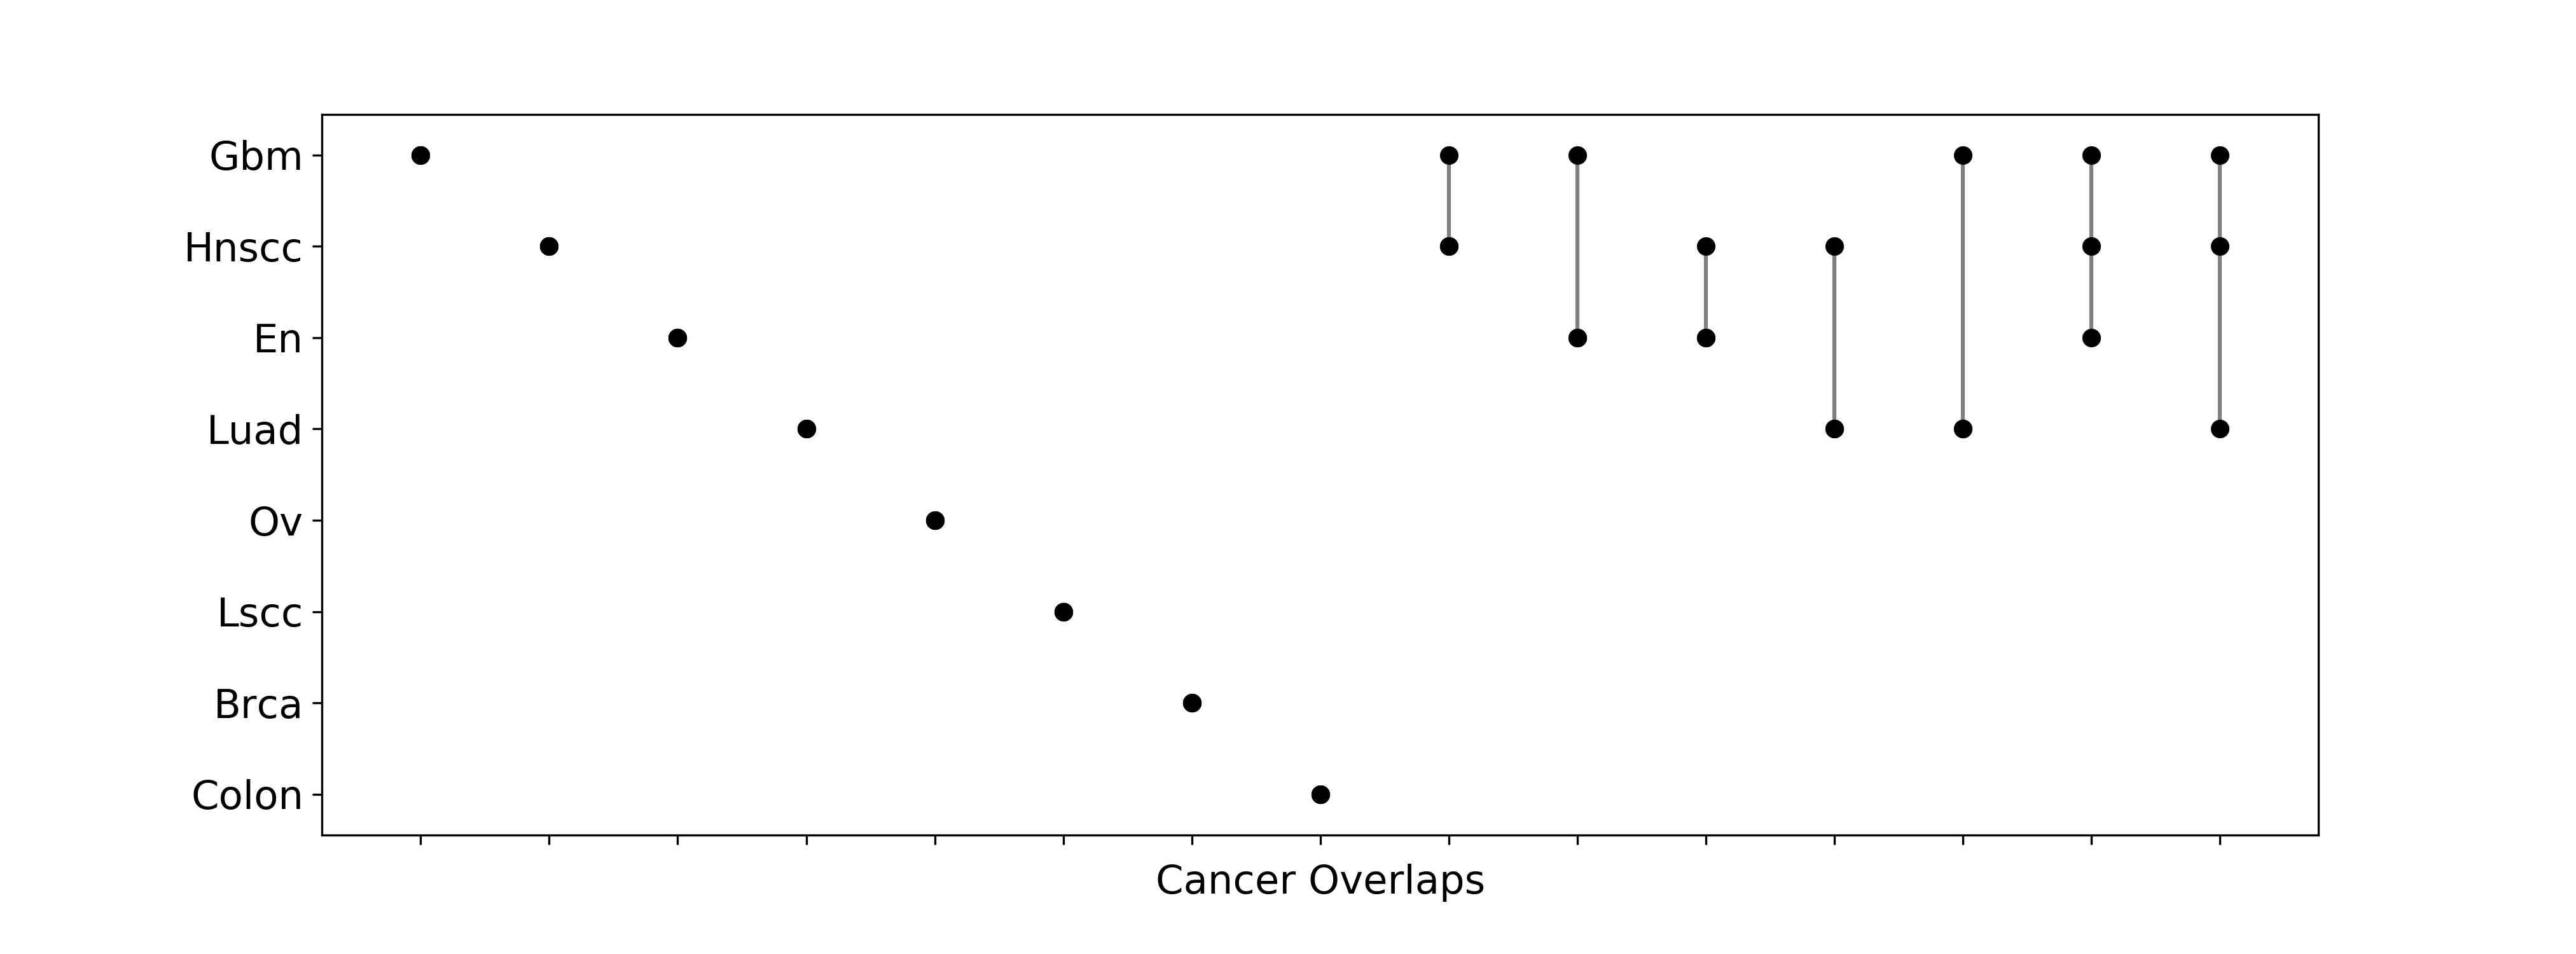 Gbm
Hnscc
En
Luad
Ov
Lscc
Brca
Colon
Cancer Overlaps